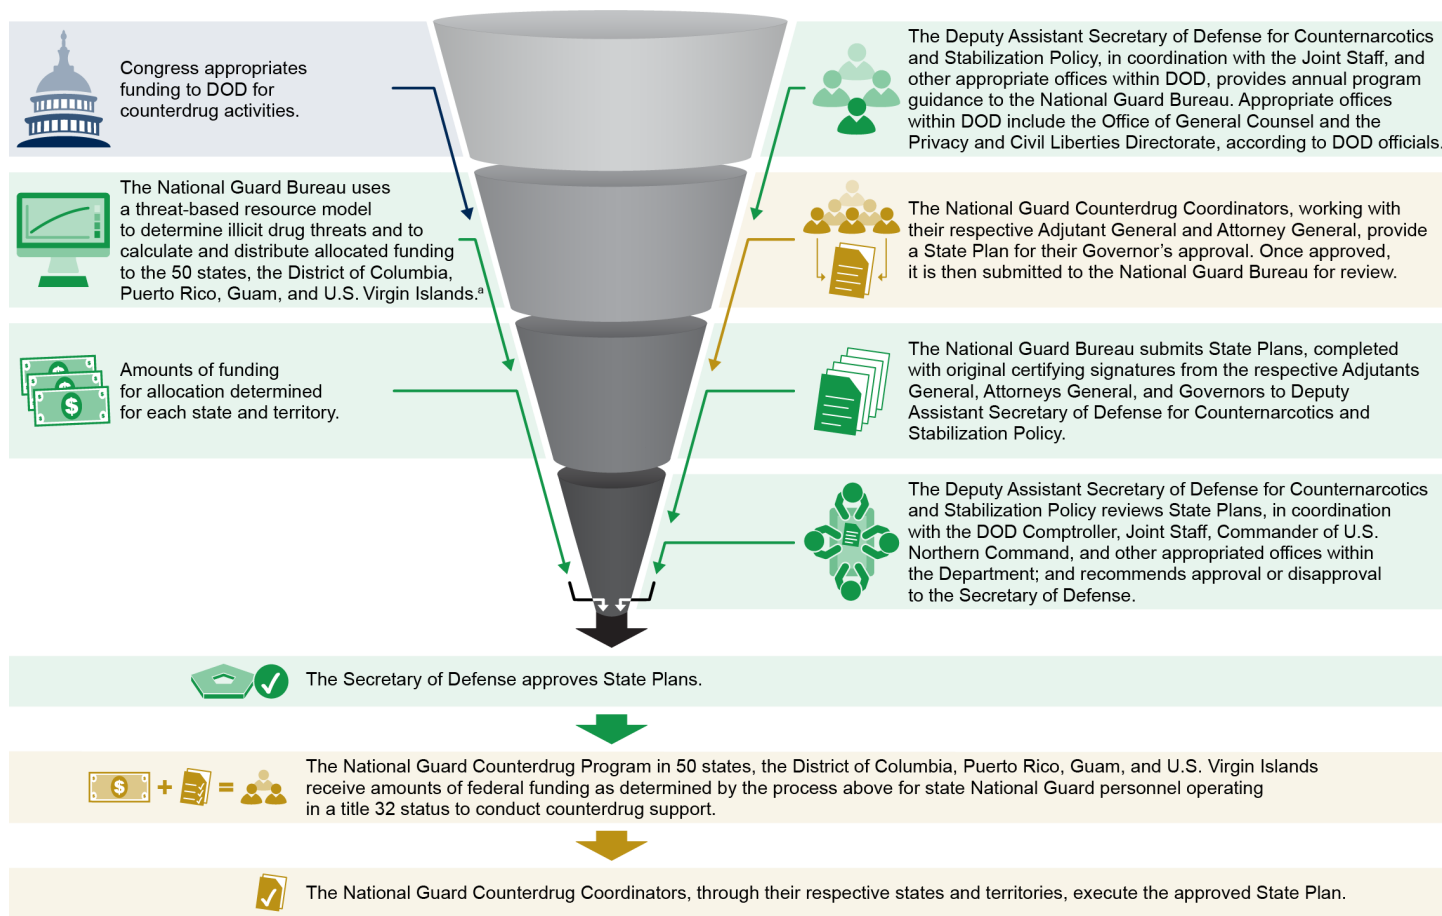 Congress appropriates
funding to DOD for
counterdrug activities.
The Deputy Assistant Secretary of Defense for Counternarcotics
and Stabilization Policy, in coordination with the Joint Staff, and
other appropriate offices within DOD, provides annual program
guidance to the National Guard Bureau. Appropriate offices
within DOD include the Office of General Counsel and the
Privacy and Civil Liberties Directorate, according to DOD officials.
The National Guard Bureau uses
a threat-based resource model
to determine illicit drug threats and to
calculate and distribute allocated funding
to the 50 states, the District of Columbia,
Puerto Rico, Guam, and U.S. Virgin Islands.ª
The National Guard Counterdrug Coordinators, working with
their respective Adjutant General and Attorney General, provide
a State Plan for their Governor’s approval. Once approved,
it is then submitted to the National Guard Bureau for review.
Amounts of funding
for allocation determined
for each state and territory.
The National Guard Bureau submits State Plans, completed
with original certifying signatures from the respective Adjutants
General, Attorneys General, and Governors to Deputy
Assistant Secretary of Defense for Counternarcotics and
Stabilization Policy.
The Deputy Assistant Secretary of Defense for Counternarcotics
and Stabilization Policy reviews State Plans, in coordination
with the DOD Comptroller, Joint Staff, Commander of U.S.
Northern Command, and other appropriated offices within
the Department; and recommends approval or disapproval
to the Secretary of Defense.
The Secretary of Defense approves State Plans.
The National Guard Counterdrug Program in 50 states, the District of Columbia, Puerto Rico, Guam, and U.S. Virgin Islands
receive amounts of federal funding as determined by the process above for state National Guard personnel operating
in a title 32 status to conduct counterdrug support.
The National Guard Counterdrug Coordinators, through their respective states and territories, execute the approved State Plan.